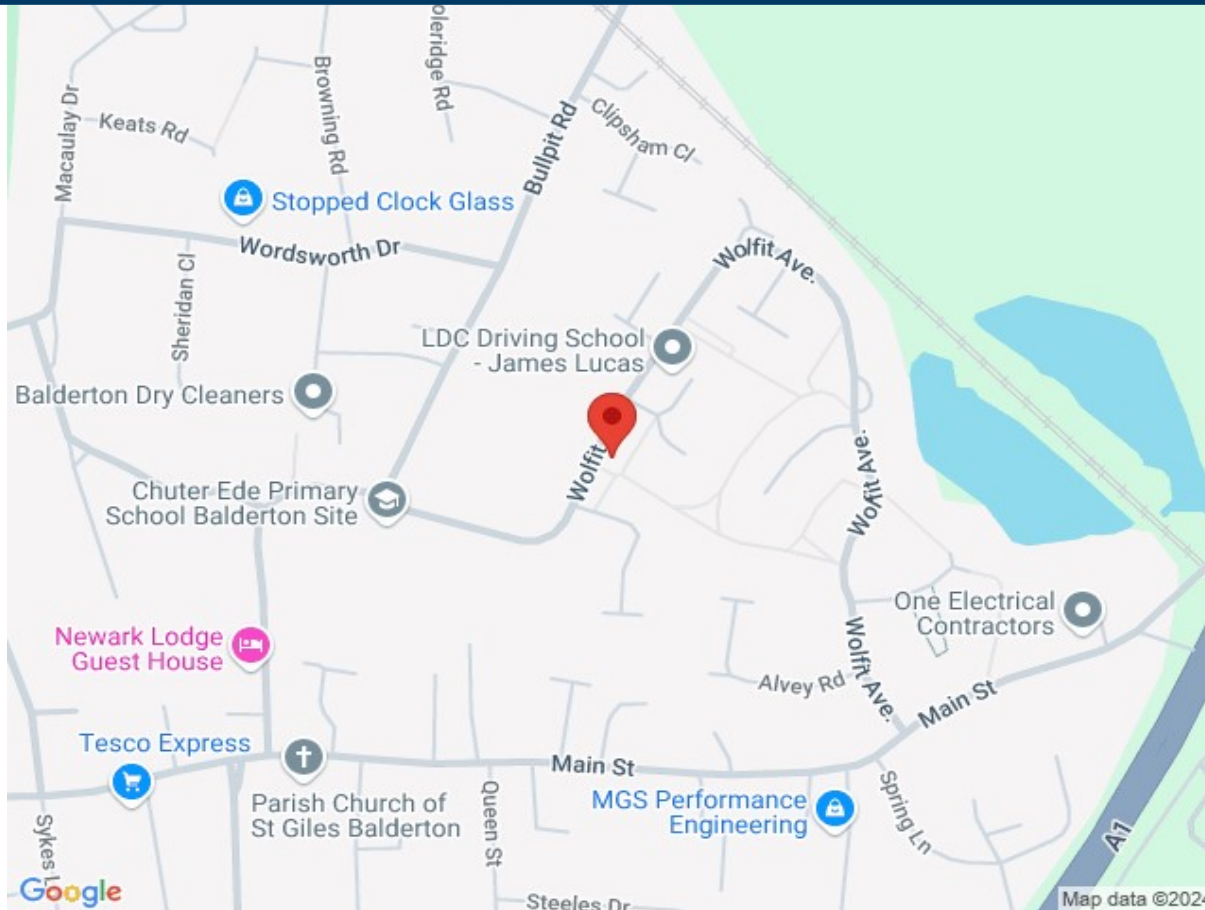 oleridge Rd
Browning Rd
Macaulay Dr
Keats Rd
Bullpit Rd
Clipsham Cl
Stopped Clock Glass
Wordsworth Dr
Wolfit Ave.
Sheridan Cl
LDC Driving School
- James Lucas
Balderton Dry Cleaners
Wolfit
Wolfit Ave.
Chuter Ede Primary
School Balderton Site
One Electrical
Contractors
Newark Lodge
Guest House
Wolfit Ave.
Alvey Rd
Main St
Tesco Express
Main St
MGS Performance
Engineering
Parish Church of
St Giles Balderton
Queen St
Spring Ln
A1
Sykes L
Steeles Dr
Google
Map data ©2024